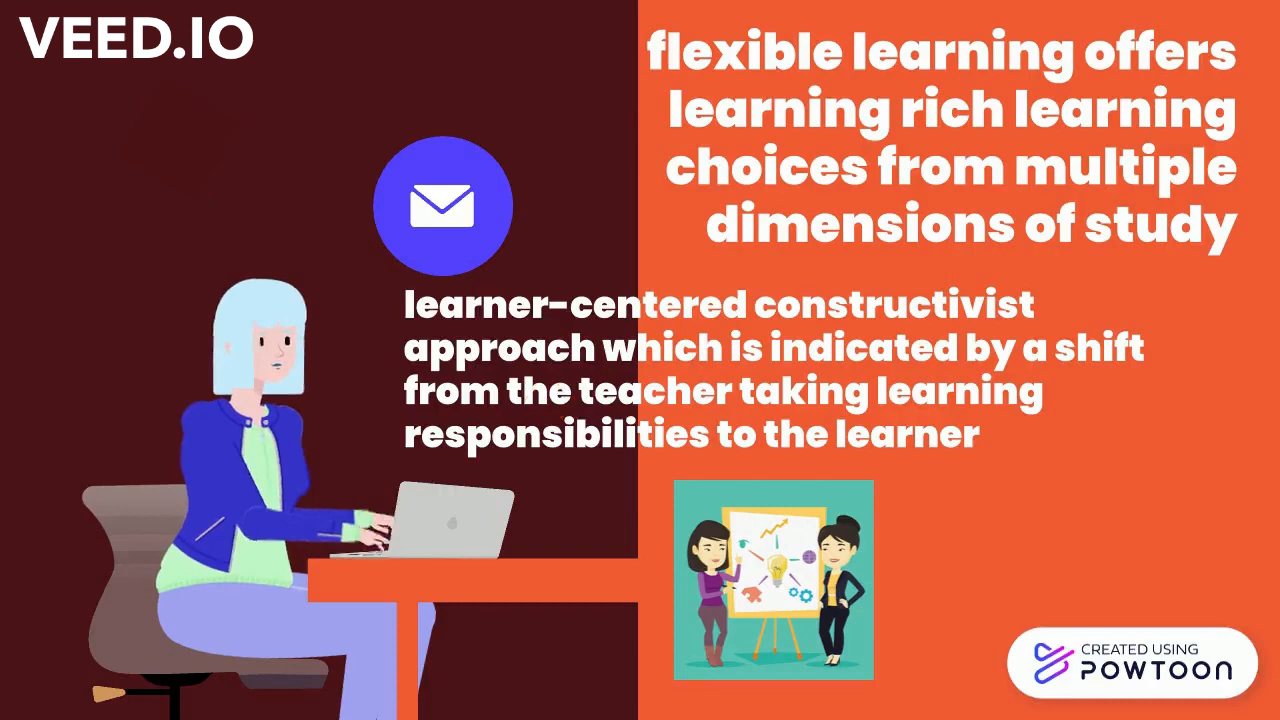 VEED.IO
flexible learning offers
learning rich learning
choices from multiple
dimensions of study
learner-centered constructivist
approach which is indicated by a shift
from the teacher taking learning
responsibilities to the learner
CREATED USING
POWTOON